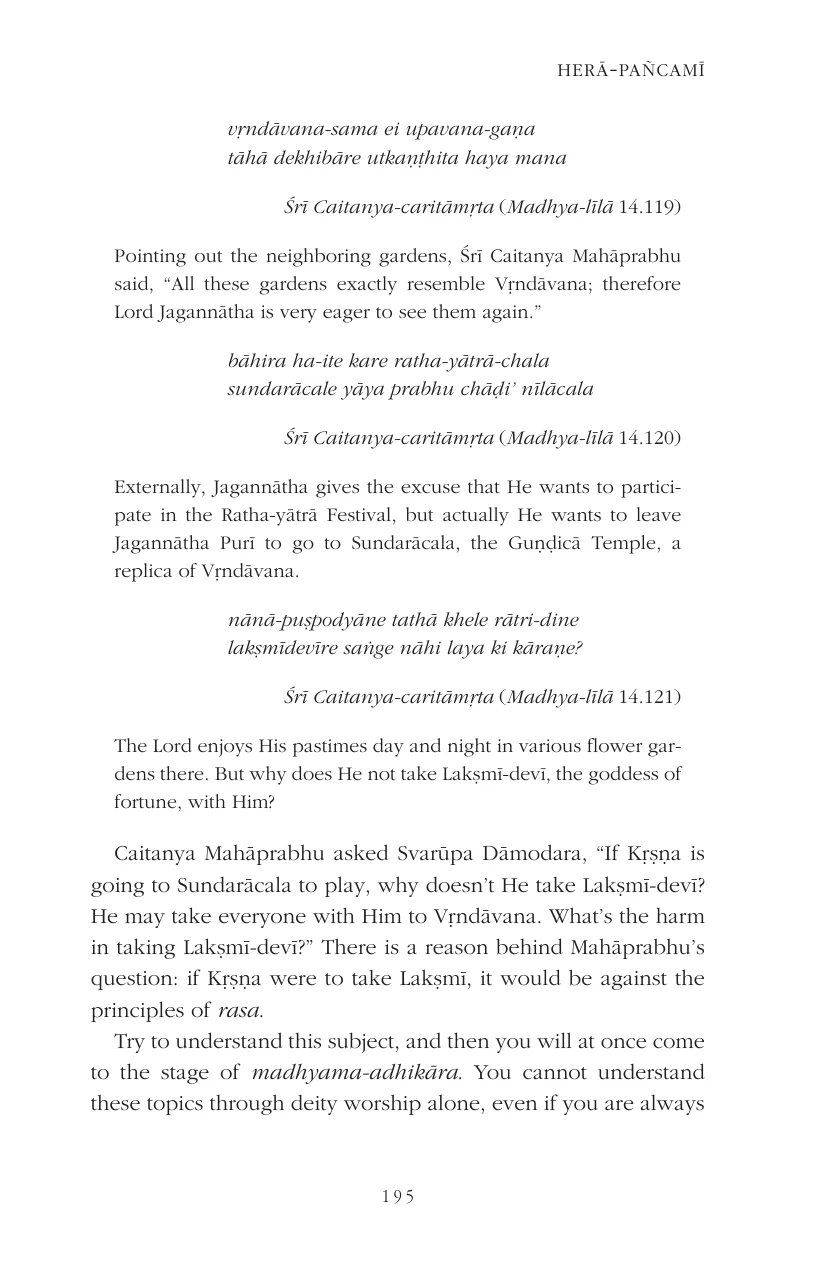 HERĀ-PAÑCAMĪ
vṛndāvana-sama ei upavana-gaṇa
tāhā dekhibāre utkaṇṭhita haya mana
Śrī Caitanya-caritāmṛta (Madhya-līlā 14.119)
Pointing out the neighboring gardens, Śrī Caitanya Mahāprabhu
said, “All these gardens exactly resemble Vṛndāvana; therefore
Lord Jagannātha is very eager to see them again.”
bāhira ha-ite kare ratha-yātrā-chala
sundarācale yāya prabhu chāḍi’ nīlācala
Śrī Caitanya-caritāmṛta (Madhya-līlā 14.120)
Externally, Jagannātha gives the excuse that He wants to partici-
pate in the Ratha-yātrā Festival, but actually He wants to leave
Jagannātha Purī to go to Sundarācala, the Guṇḍicā Temple, a
replica of Vṛndāvana.
nānā-puṣpodyāne tathā khele rātri-dine
lakṣmīdevīre saṅge nāhi laya ki kāraṇe?
Śrī Caitanya-caritāmṛta (Madhya-līlā 14.121)
The Lord enjoys His pastimes day and night in various flower gar-
dens there. But why does He not take Lakṣmī-devī, the goddess of
fortune, with Him?
Caitanya Mahāprabhu asked Svarūpa Dāmodara, “If Kṛṣṇa is
going to Sundarācala to play, why doesn’t He take Lakṣmī-devī?
He may take everyone with Him to Vṛndāvana. What’s the harm
in taking Lakṣmī-devī?” There is a reason behind Mahāprabhu’s
question: if Kṛṣṇa were to take Lakṣmī, it would be against the
principles of rasa.
Try to understand this subject, and then you will at once come
to the stage of madhyama-adhikāra. You cannot understand
these topics through deity worship alone, even if you are always
195